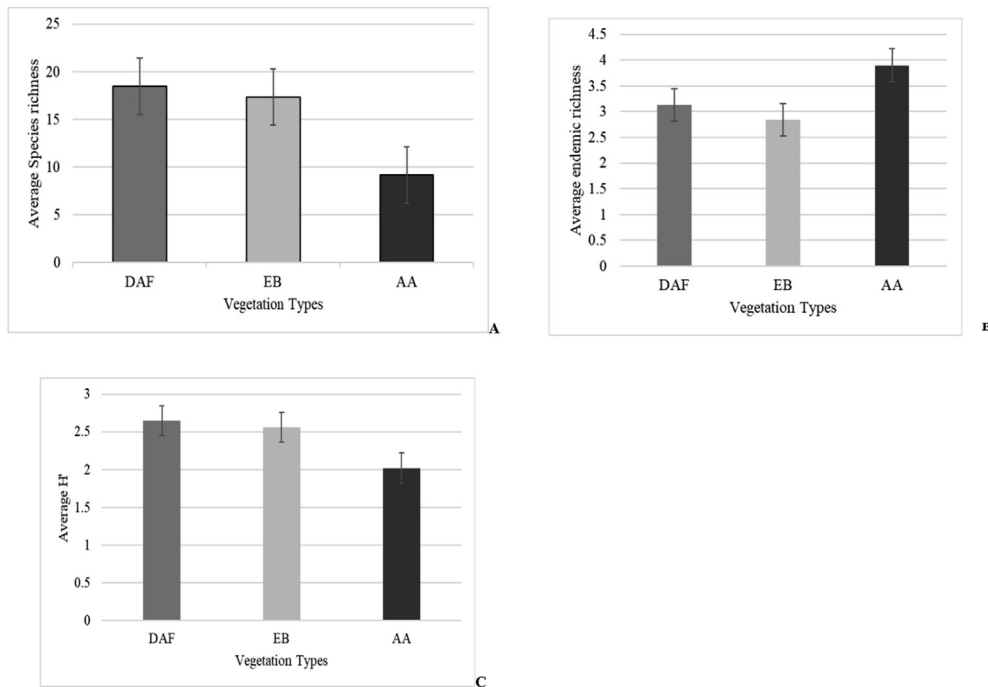 Average Species richness
25
20
15
10
5
0
DAF EB AA
Vegetation Types
A
Average endemic richness
4.5
4
3.5
3
2.5
2
1.5
1
0.5
0
DAF EB AA
Vegetation Types
B
Average H'
3
2.5
2
1.5
1
0.5
0
DAF EB AA
Vegetation Types
C